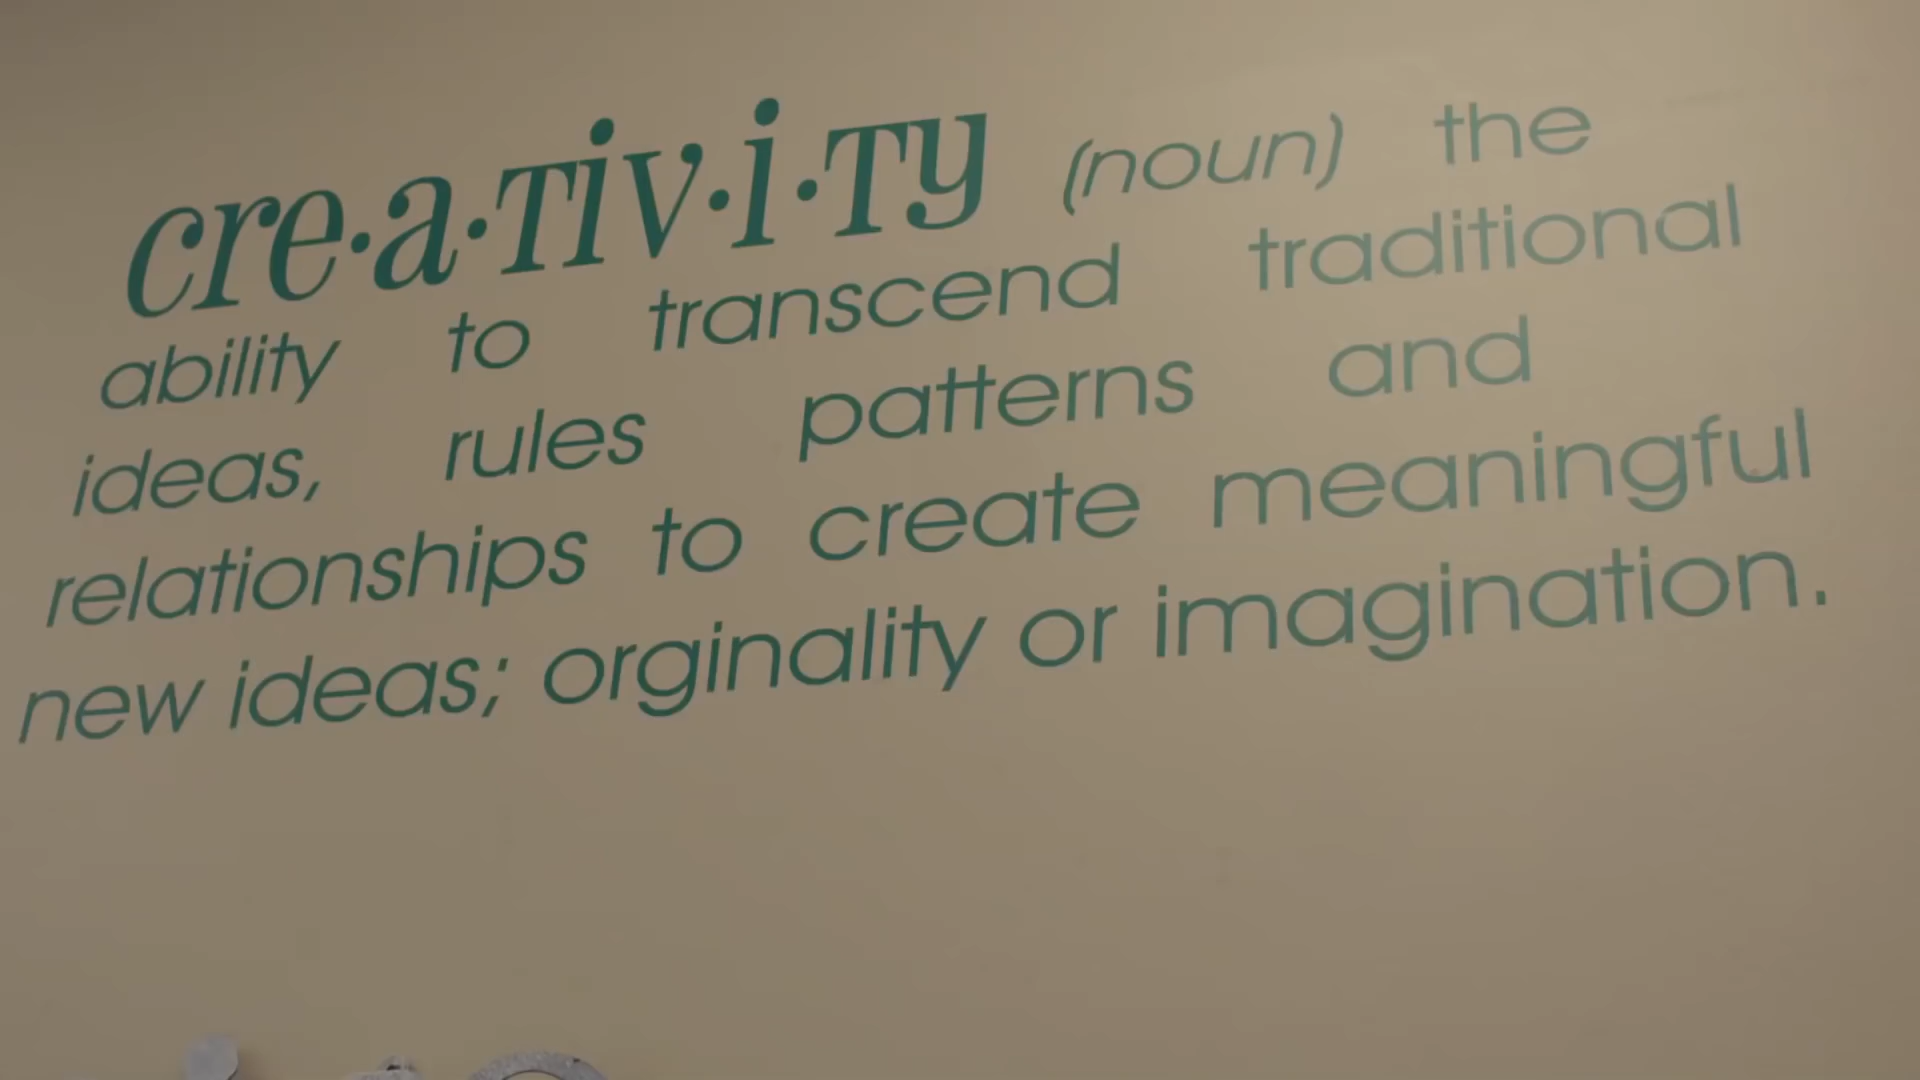 cre·a·tiv·i·ty (noun) the
ability to transcend traditional
ideas, rules patterns and
relationships to create meaningful
new ideas; orginality or imagination.